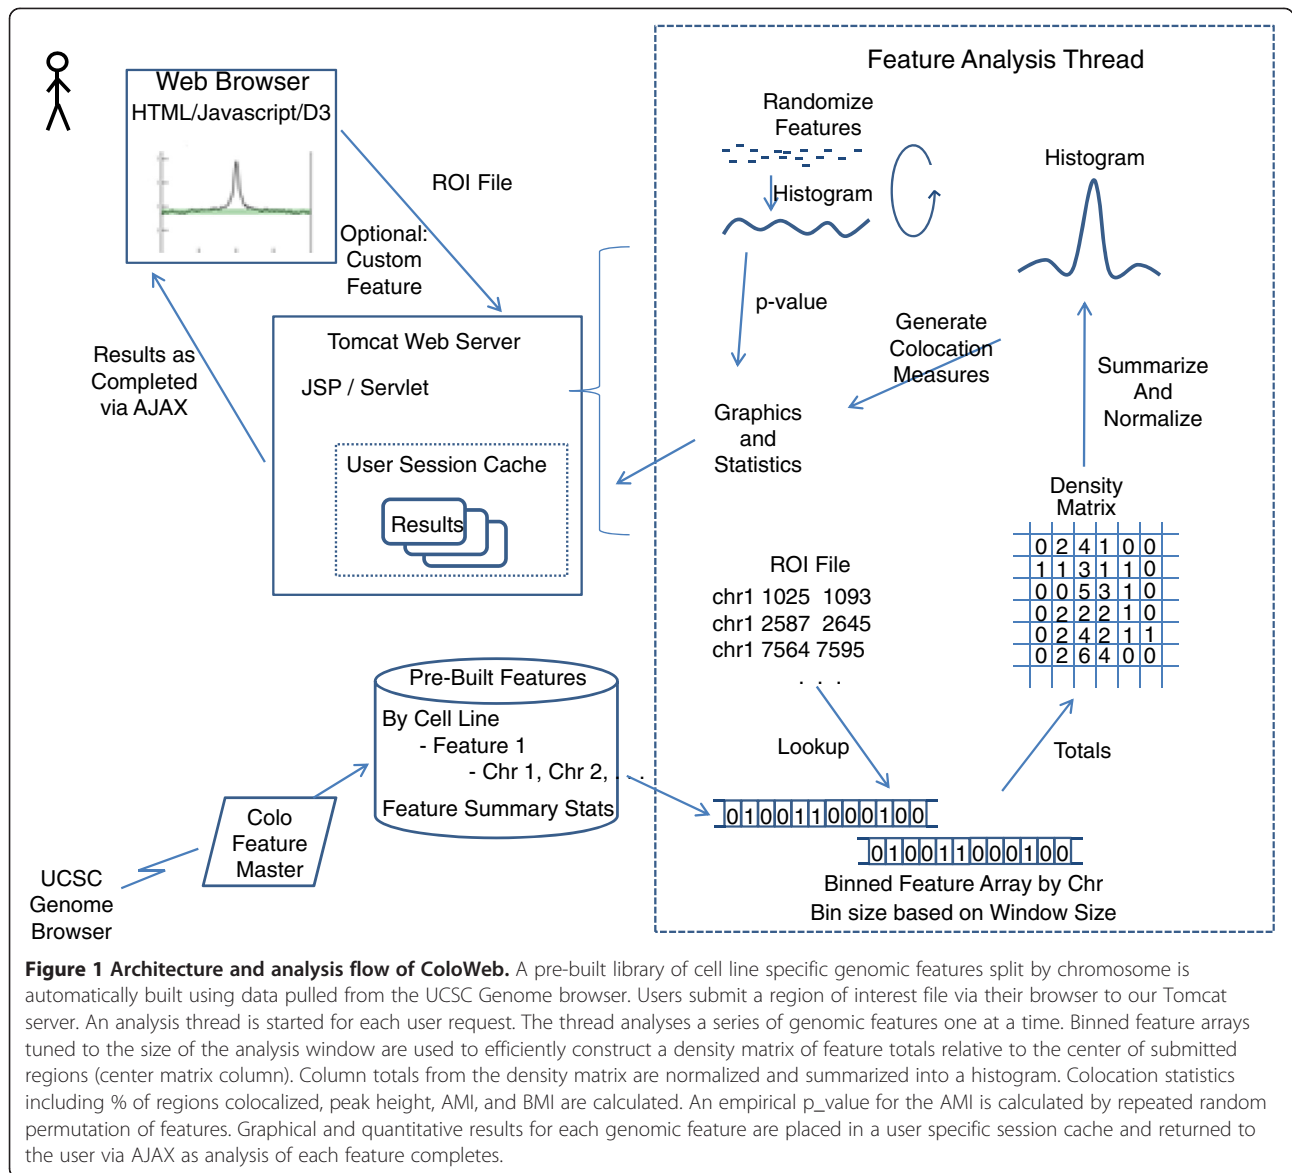 Web Browser
HTML/Javascript/D3
ROI File
Optional:
Custom
Feature
Results as
Completed
via AJAX
Tomcat Web Server
JSP / Servlet
User Session Cache
Results
Feature Analysis Thread
Randomize
Features
Histogram
p-value
Histogram
Generate
Colocation
Measures
Summarize
And
Normalize
Graphics
and
Statistics
Density
Matrix
0 2 4 1 0 0
1 1 3 1 1 0
0 0 5 3 1 0
0 2 2 2 1 0
0 2 4 2 1 1
0 2 6 4 0 0
ROI File
chr1 1025 1093
chr1 2587 2645
chr1 7564 7595
. . .
Lookup
Totals
Pre-Built Features
By Cell Line
- Feature 1
- Chr 1, Chr 2, . . .
Feature Summary Stats
Colo
Feature
Master
UCSC
Genome
Browser
0 1 0 0 1 1 0 0 0 1 0 0
0 1 0 0 1 1 0 0 0 1 0 0
Binned Feature Array by Chr
Bin size based on Window Size
Figure 1 Architecture and analysis flow of ColoWeb. A pre-built library of cell line specific genomic features split by chromosome is
automatically built using data pulled from the UCSC Genome browser. Users submit a region of interest file via their browser to our Tomcat
server. An analysis thread is started for each user request. The thread analyses a series of genomic features one at a time. Binned feature arrays
tuned to the size of the analysis window are used to efficiently construct a density matrix of feature totals relative to the center of submitted
regions (center matrix column). Column totals from the density matrix are normalized and summarized into a histogram. Colocation statistics
including % of regions colocalized, peak height, AMI, and BMI are calculated. An empirical p_value for the AMI is calculated by repeated random
permutation of features. Graphical and quantitative results for each genomic feature are placed in a user specific session cache and returned to
the user via AJAX as analysis of each feature completes.